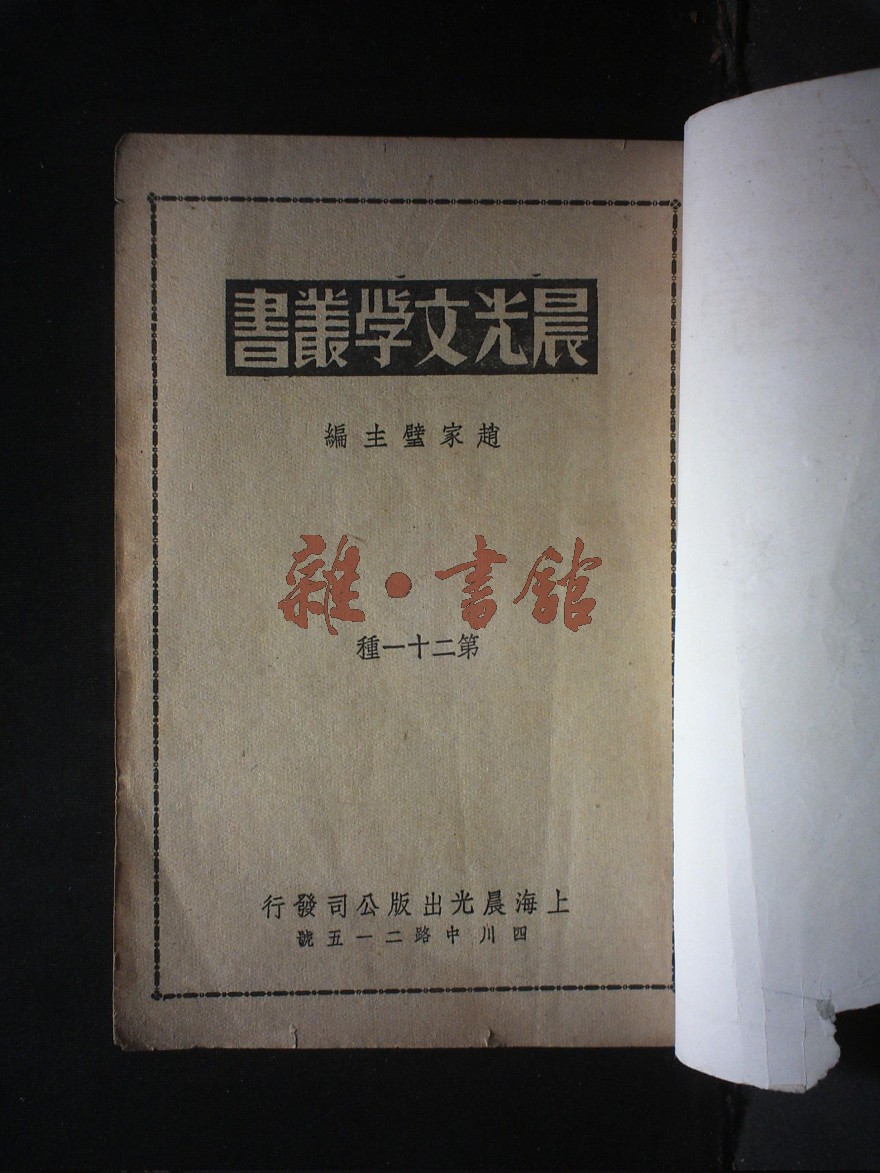 晨光文学叢書
趙家璧主編
雜·書館
第二十一種
上海晨光出版公司發行
四川中路二一五號